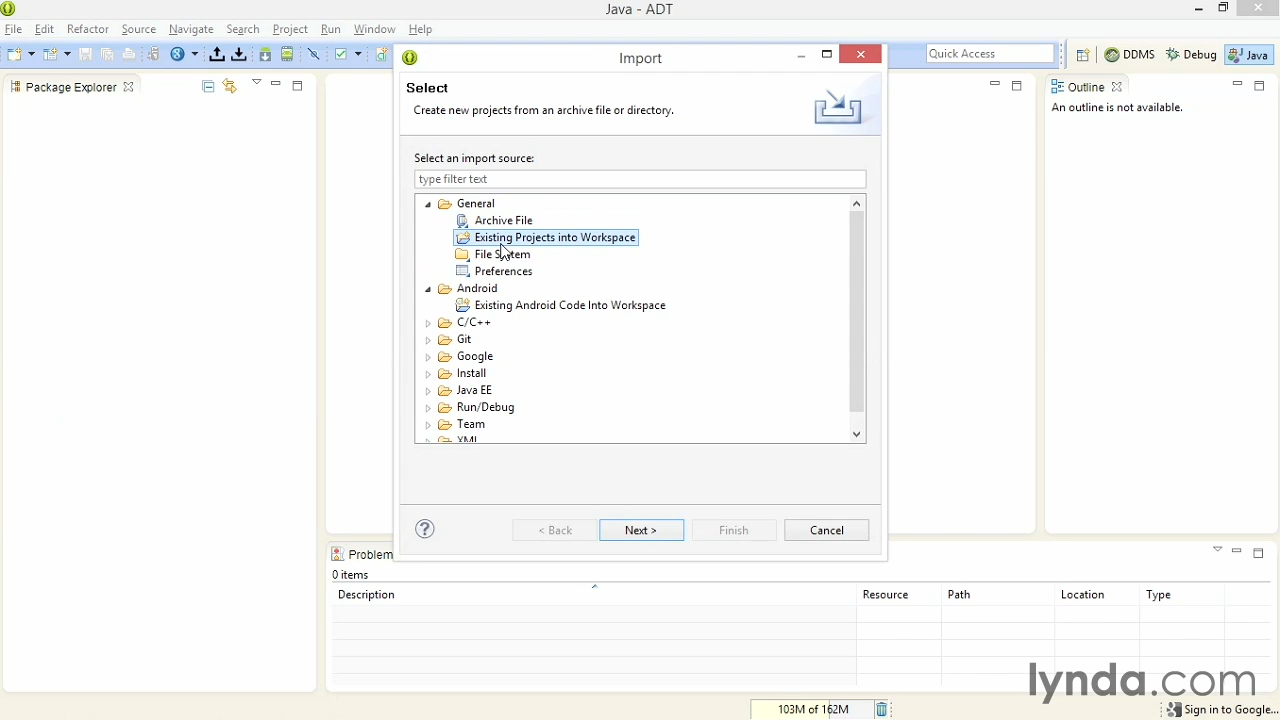 Java - ADT
File Edit Refactor Source Navigate Search Project Run Window Help
Quick Access
DDMS
Debug
Java
Package Explorer
Import
Select
Create new projects from an archive file or directory.
Select an import source:
type filter text
General
Archive File
Existing Projects into Workspace
File System
Preferences
Android
Existing Android Code Into Workspace
C/C++
Git
Google
Install
Java EE
Run/Debug
Team
XML
< Back
Next >
Finish
Cancel
Outline
An outline is not available.
Problem
0 items
Description Resource Path Location Type
lynda.com
103M of 162M
Sign in to Google...